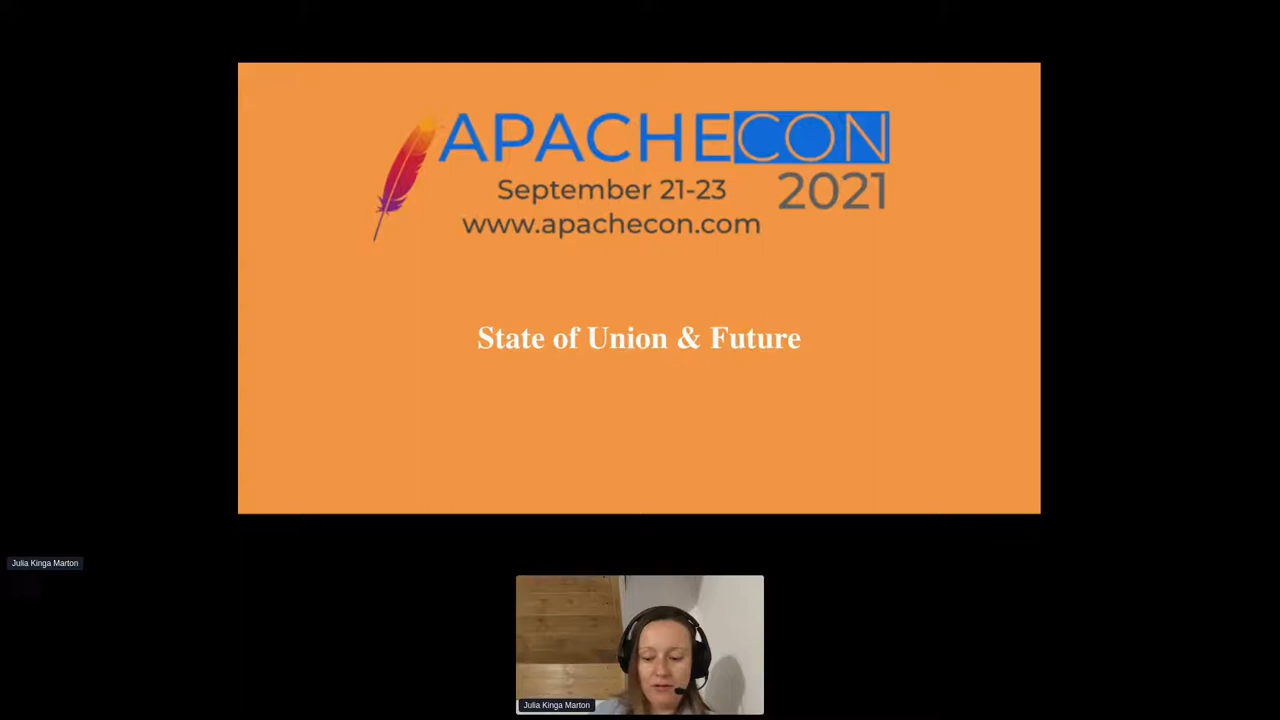 APACHECON
September 21-23
2021
www.apachecon.com
State of Union & Future
Julia Kinga Marton
Julia Kinga Marton